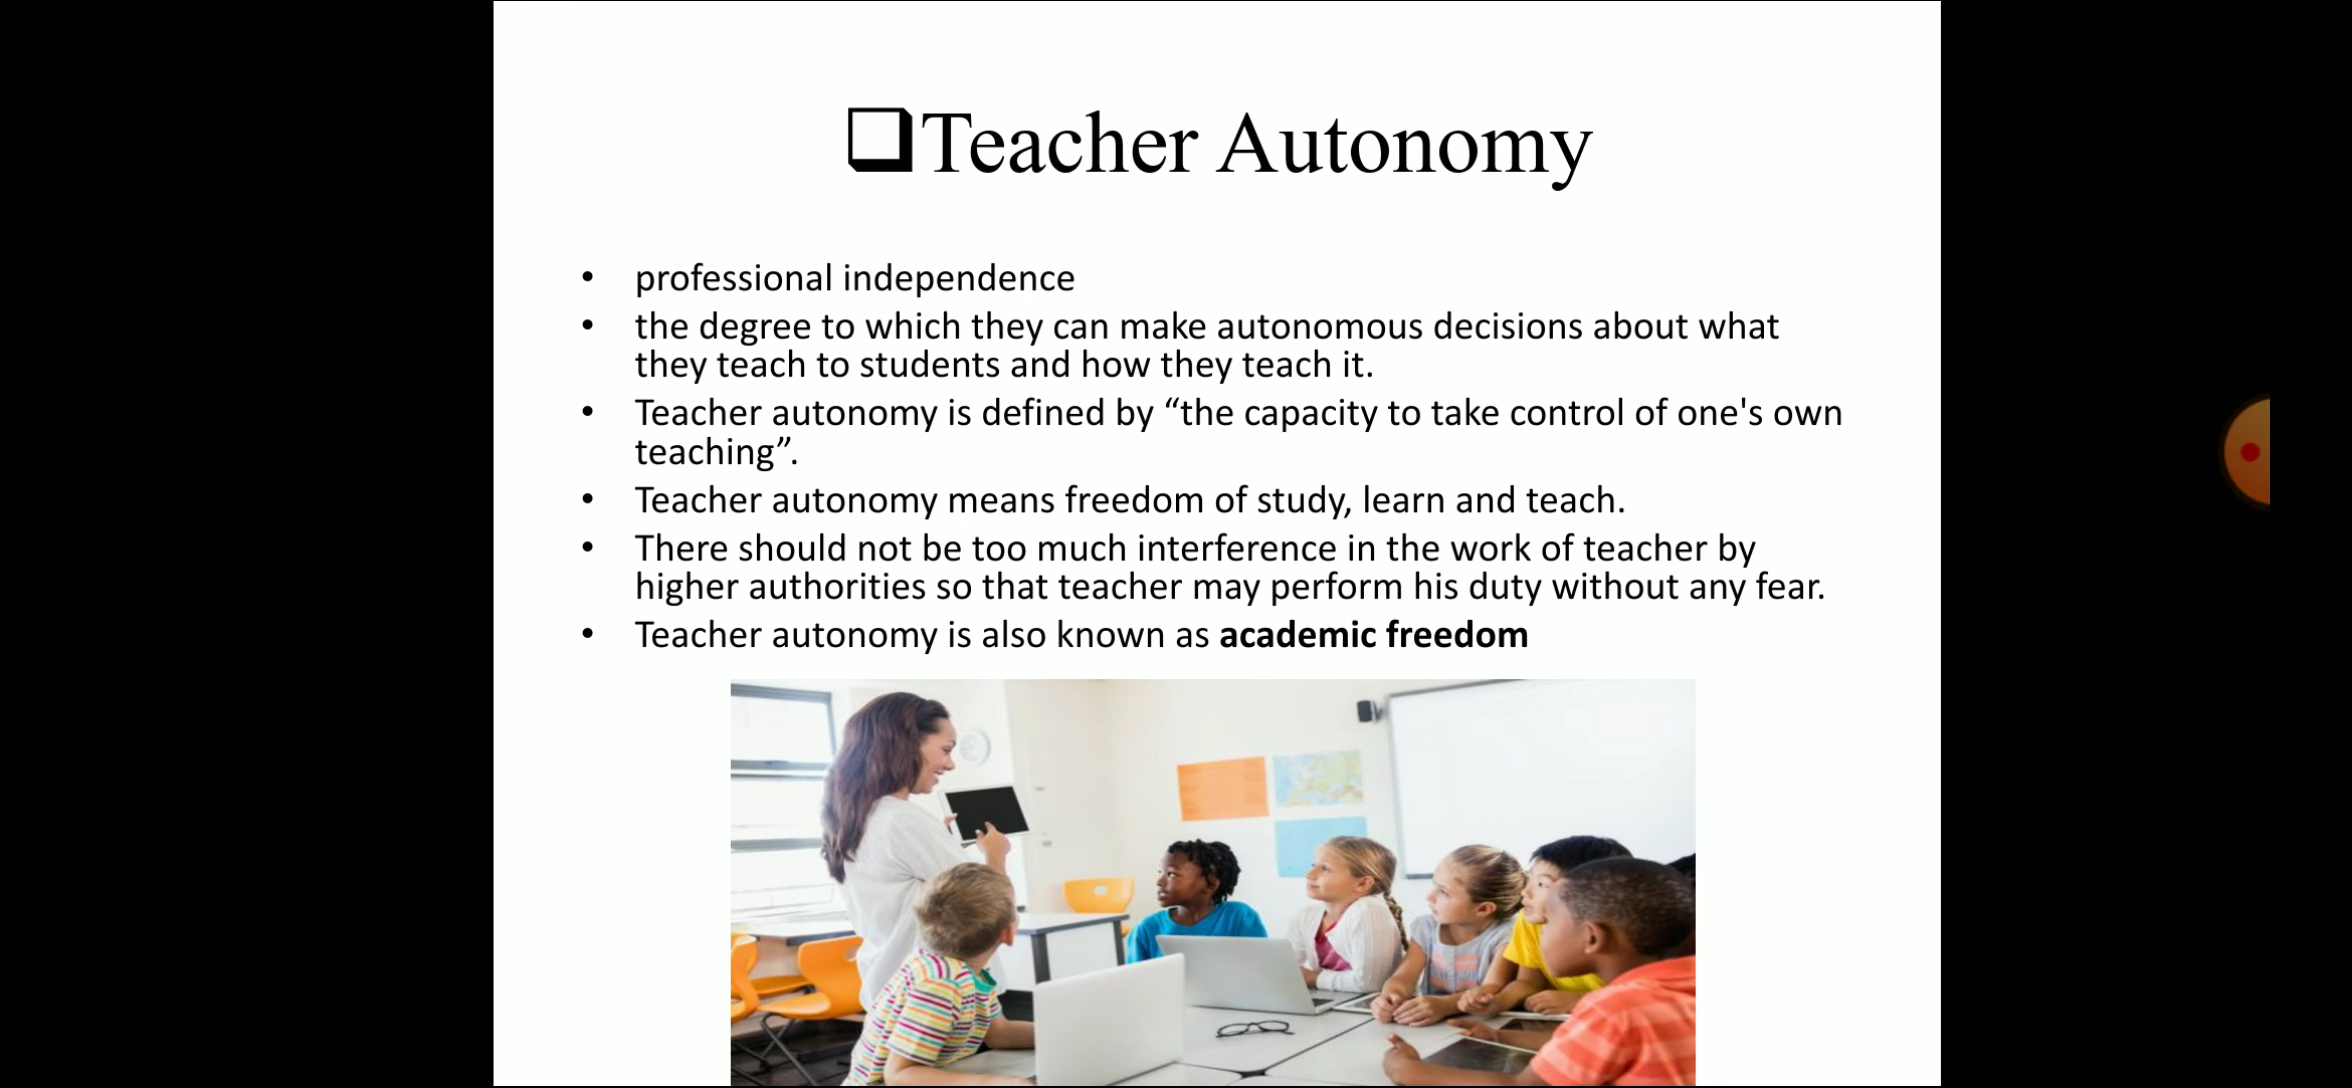 ❑Teacher Autonomy
• professional independence
• the degree to which they can make autonomous decisions about what
they teach to students and how they teach it.
• Teacher autonomy is defined by “the capacity to take control of one's own
teaching”.
• Teacher autonomy means freedom of study, learn and teach.
• There should not be too much interference in the work of teacher by
higher authorities so that teacher may perform his duty without any fear.
• Teacher autonomy is also known as academic freedom